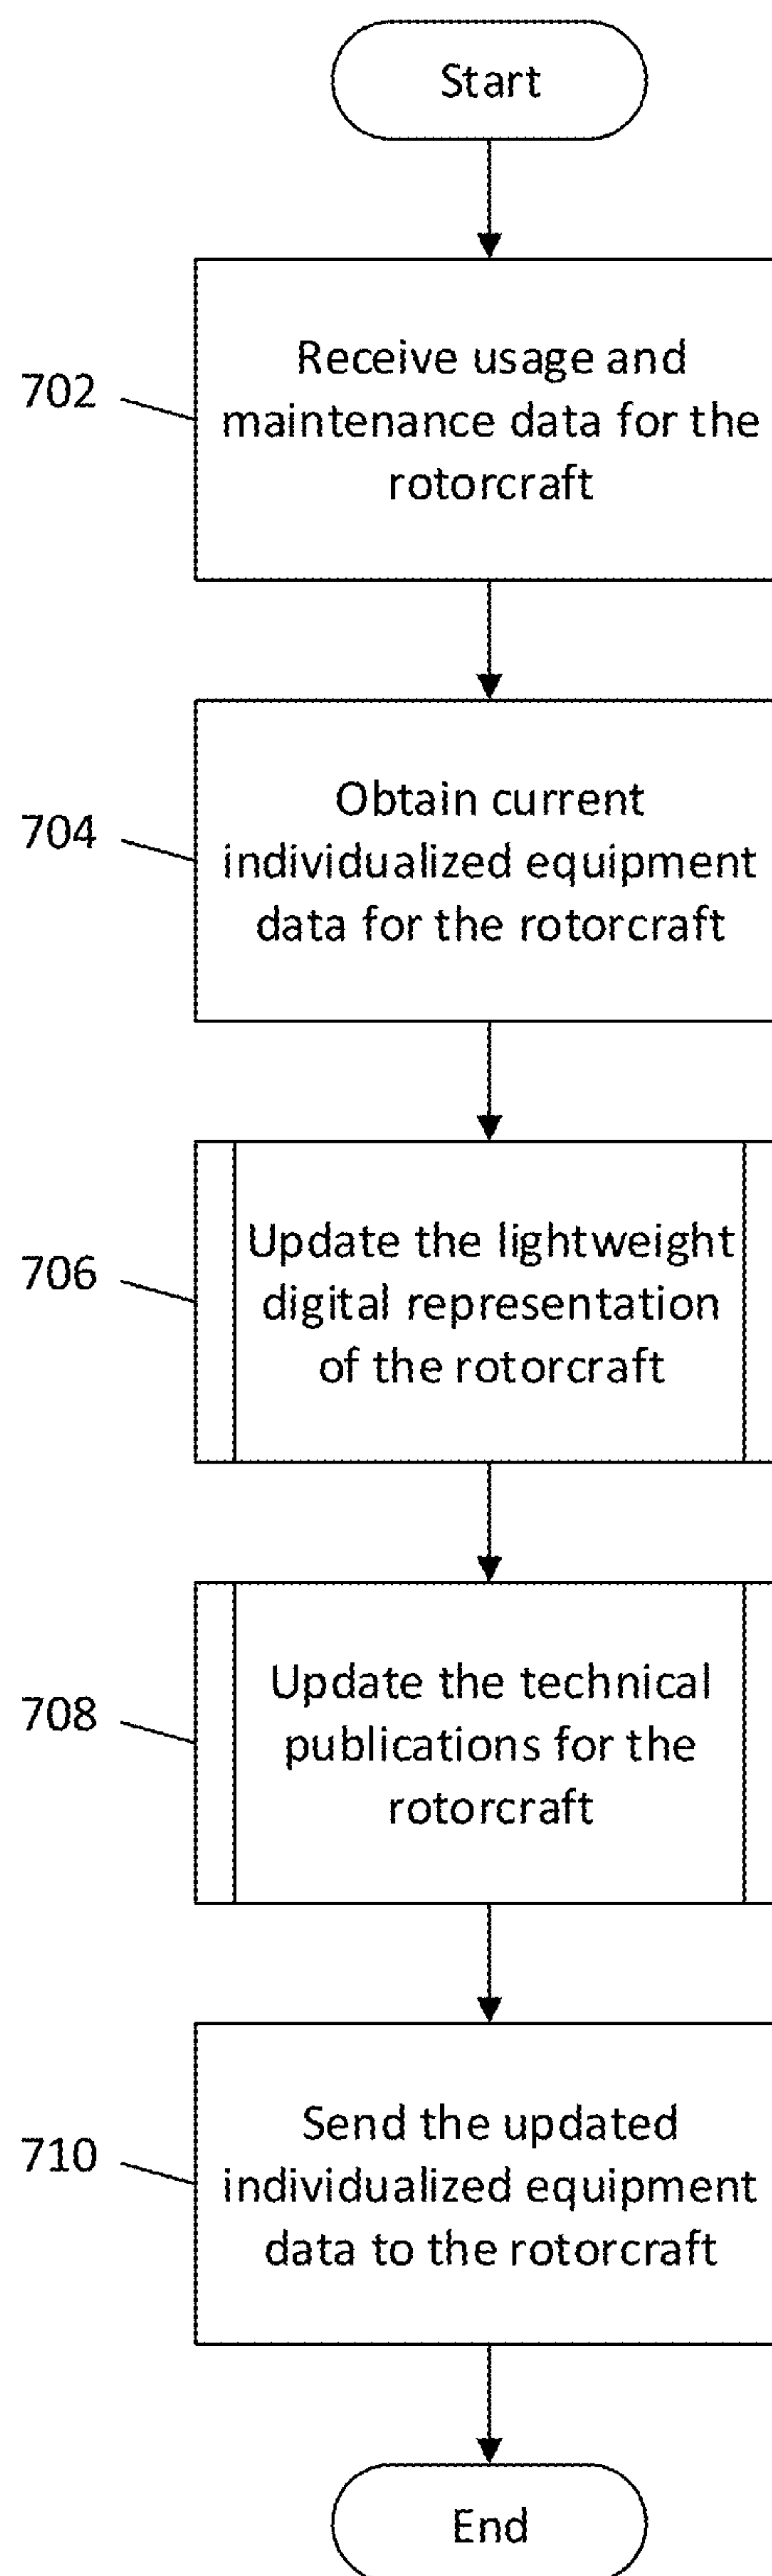 Start
702
Receive usage and
maintenance data for the
rotorcraft
704
Obtain current
individualized equipment
data for the rotorcraft
706
Update the lightweight
digital representation
of the rotorcraft
708
Update the technical
publications for the
rotorcraft
710
Send the updated
individualized equipment
data to the rotorcraft
End